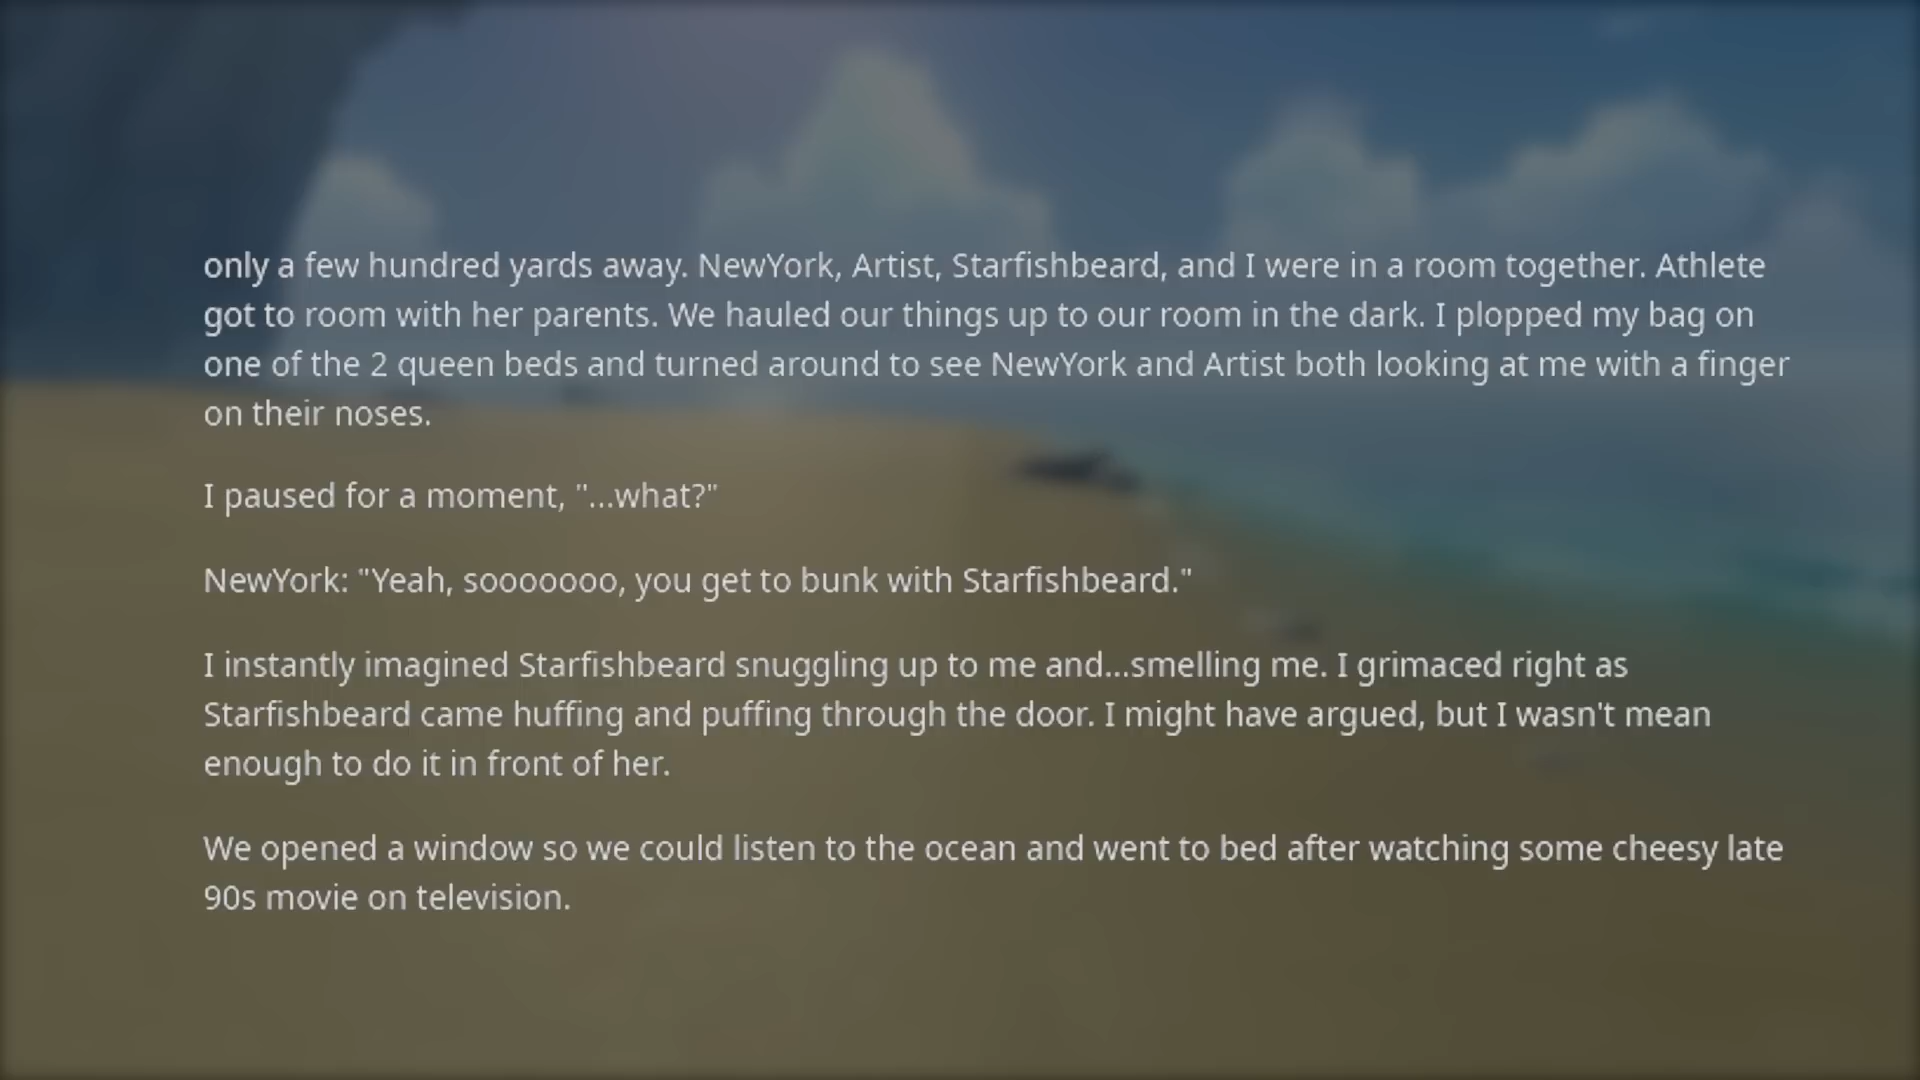 only a few hundred yards away. NewYork, Artist, Starfishbeard, and I were in a room together. Athlete
got to room with her parents. We hauled our things up to our room in the dark. I plopped my bag on
one of the 2 queen beds and turned around to see NewYork and Artist both looking at me with a finger
on their noses.
I paused for a moment, "...what?"
NewYork: "Yeah, sooooooo, you get to bunk with Starfishbeard."
I instantly imagined Starfishbeard snuggling up to me and...smelling me. I grimaced right as
Starfishbeard came huffing and puffing through the door. I might have argued, but I wasn't mean
enough to do it in front of her.
We opened a window so we could listen to the ocean and went to bed after watching some cheesy late
90s movie on television.